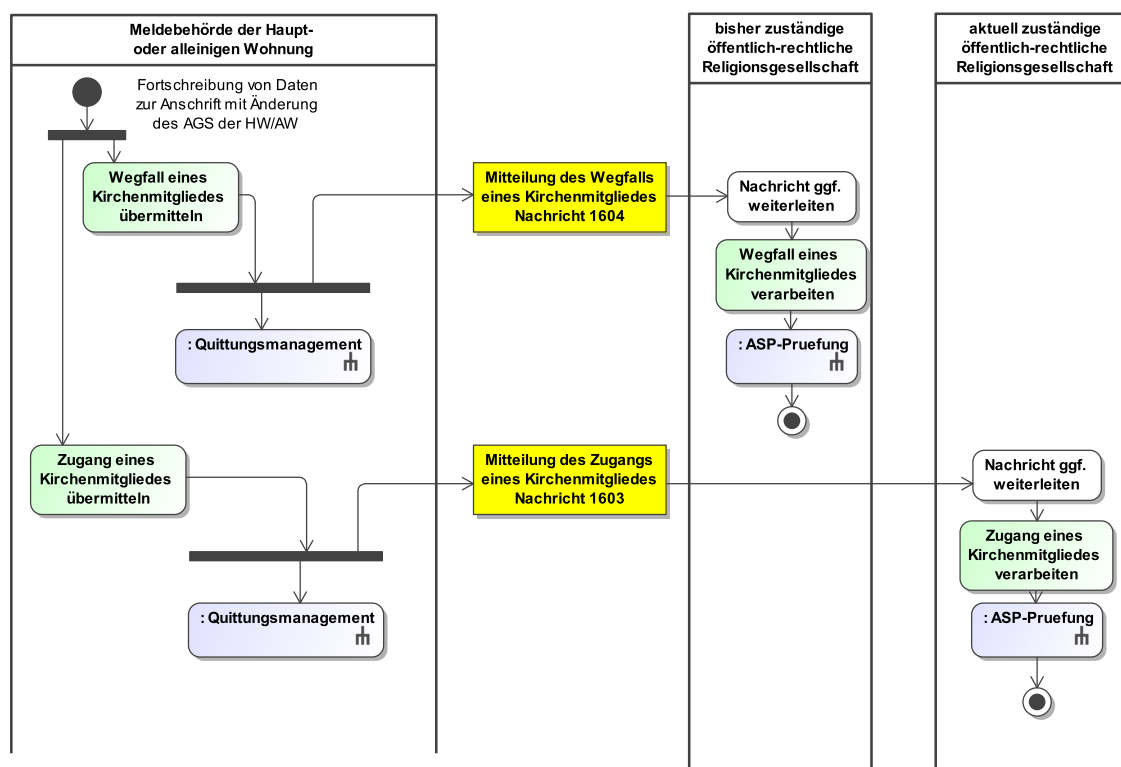 Meldebehörde der Haupt-
oder alleinigen Wohnung
bisher zuständige
öffentlich-rechtliche
Religionsgesellschaft
aktuell zuständige
öffentlich-rechtliche
Religionsgesellschaft
Fortschreibung von Daten
zur Anschrift mit Änderung
des AGS der HW/AW
Wegfall eines
Kirchenmitgliedes
übermitteln
Mitteilung des Wegfalls
eines Kirchenmitgliedes
Nachricht 1604
Nachricht ggf.
weiterleiten
Wegfall eines
Kirchenmitgliedes
verarbeiten
: Quittungsmanagement
: ASP-Pruefung
Zugang eines
Kirchenmitgliedes
übermitteln
Mitteilung des Zugangs
eines Kirchenmitgliedes
Nachricht 1603
Nachricht ggf.
weiterleiten
Zugang eines
Kirchenmitgliedes
verarbeiten
: Quittungsmanagement
: ASP-Pruefung